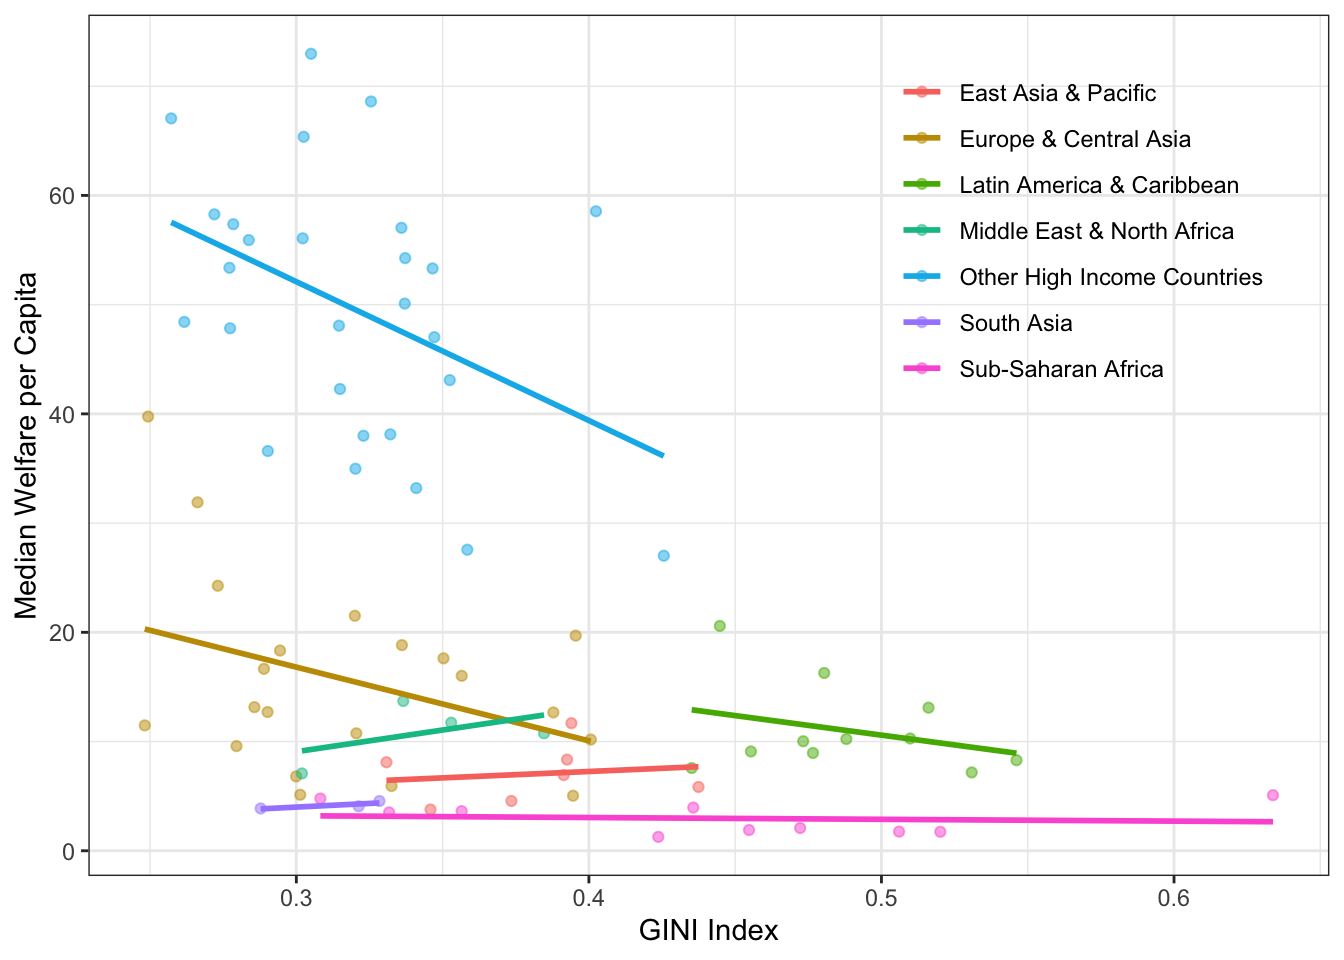 East Asia & Pacific
Europe & Central Asia
Latin America & Caribbean
Middle East & North Africa
Other High Income Countries
South Asia
Sub-Saharan Africa
Median Welfare per Capita
60
40
20
0
0.3
0.4
0.5
0.6
GINI Index